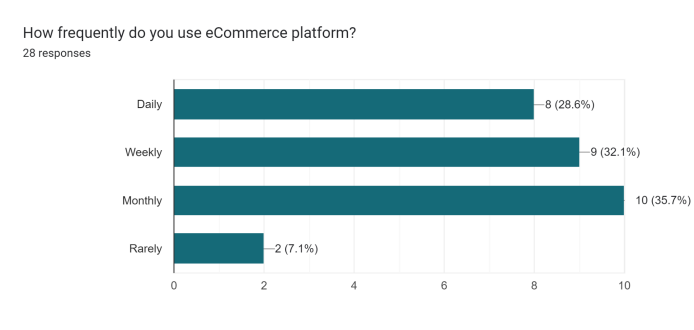 How frequently do you use eCommerce platform?
28 responses
Daily
8 (28.6%)
Weekly
9 (32.1%)
Monthly
10 (35.7%)
Rarely
2 (7.1%)
0 2 4 6 8 10